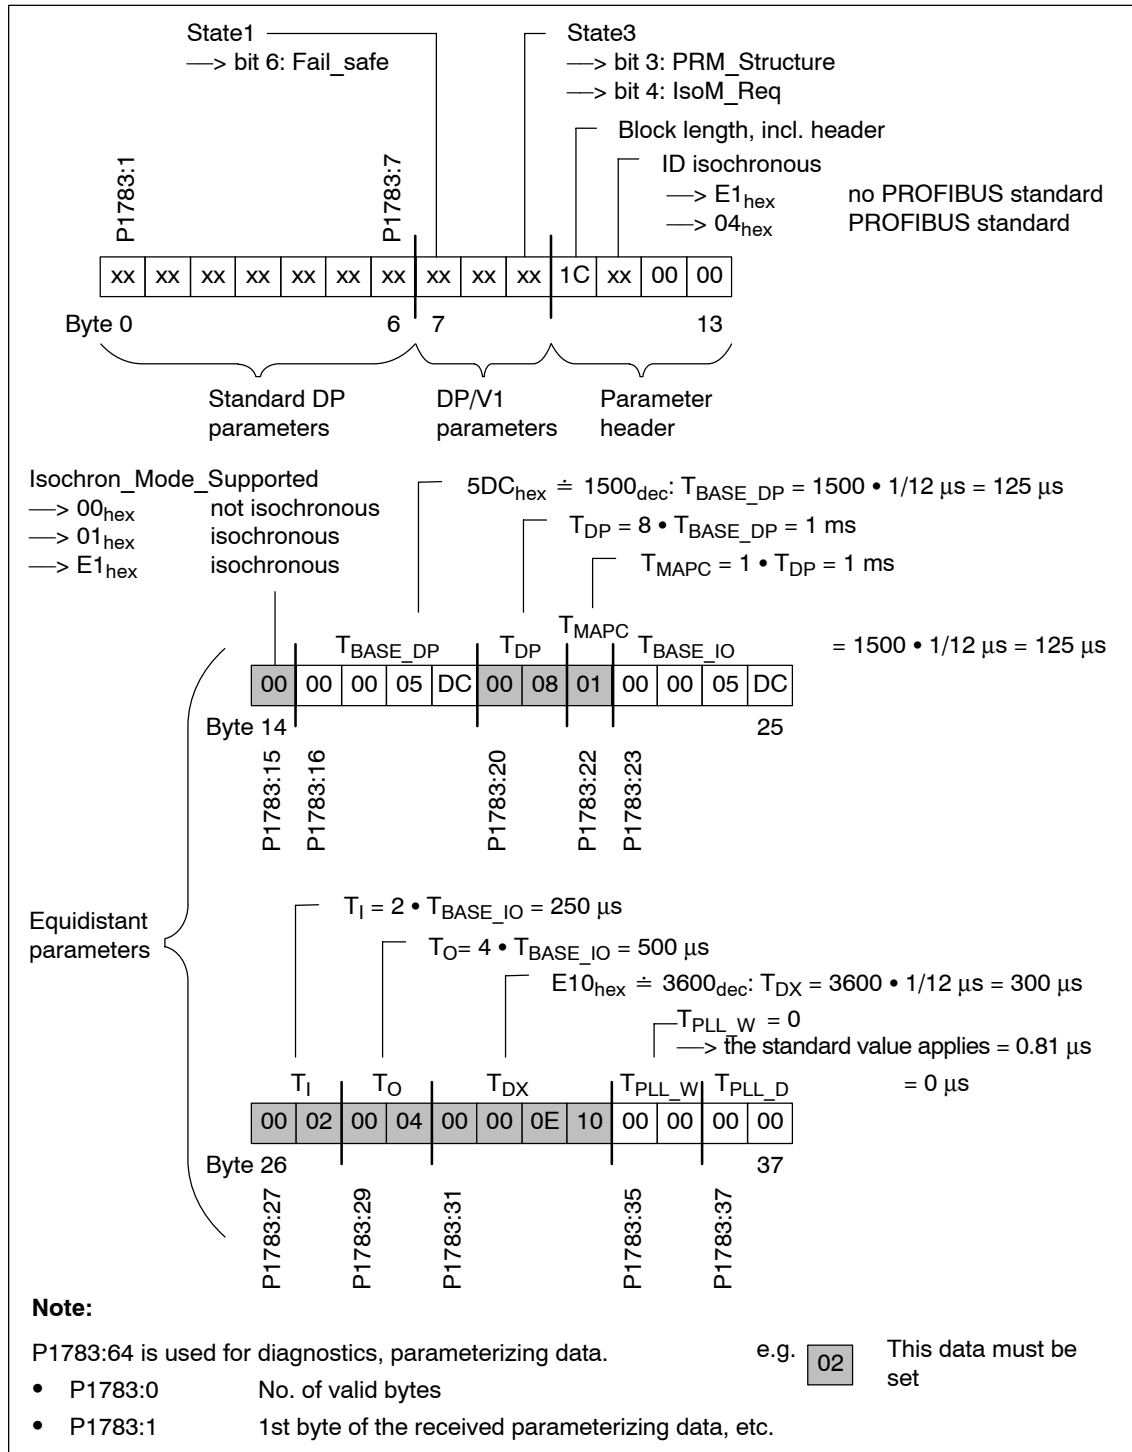 State1
State3
—> bit 6: Fail_safe
—> bit 3: PRM_Structure
—> bit 4: IsoM_Req
Block length, incl. header
ID isochronous
—> E1hex no PROFIBUS standard
—> 04hex PROFIBUS standard
P1783:1
P1783:7
xx xx xx xx xx xx xx xx xx xx 1C xx 00 00
Byte 0 6 7 13
Standard DP parameters
DP/V1 parameters
Parameter header
Isochron_Mode_Supported
—> 00hex not isochronous
—> 01hex isochronous
—> E1hex isochronous
5DChex ≐ 1500dec: TBASE_DP = 1500 • 1/12 µs = 125 µs
TDP = 8 • TBASE_DP = 1 ms
TMAPC = 1 • TDP = 1 ms
TBASE_DP TDP TMAPC TBASE_IO = 1500 • 1/12 µs = 125 µs
00 00 00 05 DC 00 08 01 00 00 05 DC
Byte 14 25
P1783:15
P1783:16
P1783:20
P1783:22
P1783:23
Equidistant parameters
TI = 2 • TBASE_IO = 250 µs
TO= 4 • TBASE_IO = 500 µs
E10hex ≐ 3600dec: TDX = 3600 • 1/12 µs = 300 µs
TPLL_W = 0
—> the standard value applies = 0.81 µs
TI TO TDX TPLL_W TPLL_D = 0 µs
00 02 00 04 00 00 0E 10 00 00 00 00
Byte 26 37
P1783:27
P1783:29
P1783:31
P1783:35
P1783:37
Note:
P1783:64 is used for diagnostics, parameterizing data.
• P1783:0 No. of valid bytes
• P1783:1 1st byte of the received parameterizing data, etc.
e.g. 02 This data must be set